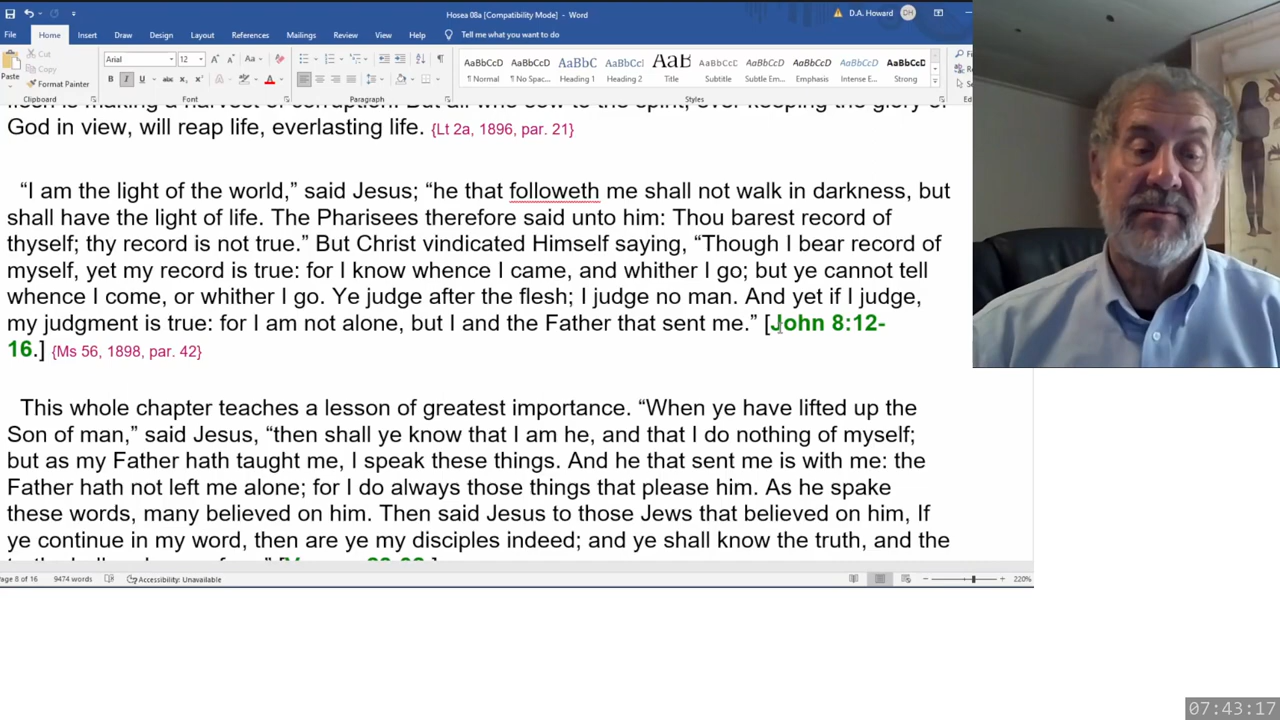 Hosea 08a [Compatibility Mode] - Word
D.A. Howard
DH
File
Home
Insert
Draw
Design
Layout
References
Mailings
Review
View
Help
Tell me what you want to do
Cut
Copy
Format Painter
Paste
Clipboard
Arial
12
Font
Paragraph
AaBbCcD
¶ Normal
AaBbCcD
¶ No Spac...
AaBbC
Heading 1
AaBbCcD
Heading 2
AaB
Title
AaBbCcD
Subtitle
AaBbCcD
Subtle Em...
AaBbCcD
Emphasis
AaBbCcD
Intense E...
AaBbCcD
Strong
Styles
God in view, will reap life, everlasting life. {Lt 2a, 1896, par. 21}
“I am the light of the world,” said Jesus; “he that followeth me shall not walk in darkness, but
shall have the light of life. The Pharisees therefore said unto him: Thou barest record of
thyself; thy record is not true.” But Christ vindicated Himself saying, “Though I bear record of
myself, yet my record is true: for I know whence I came, and whither I go; but ye cannot tell
whence I come, or whither I go. Ye judge after the flesh; I judge no man. And yet if I judge,
my judgment is true: for I am not alone, but I and the Father that sent me.” [John 8:12-
16.] {Ms 56, 1898, par. 42}
This whole chapter teaches a lesson of greatest importance. “When ye have lifted up the
Son of man,” said Jesus, “then shall ye know that I am he, and that I do nothing of myself;
but as my Father hath taught me, I speak these things. And he that sent me is with me: the
Father hath not left me alone; for I do always those things that please him. As he spake
these words, many believed on him. Then said Jesus to those Jews that believed on him, If
ye continue in my word, then are ye my disciples indeed; and ye shall know the truth, and the
Page 8 of 16
9474 words
Accessibility: Unavailable
220%
07:43:17